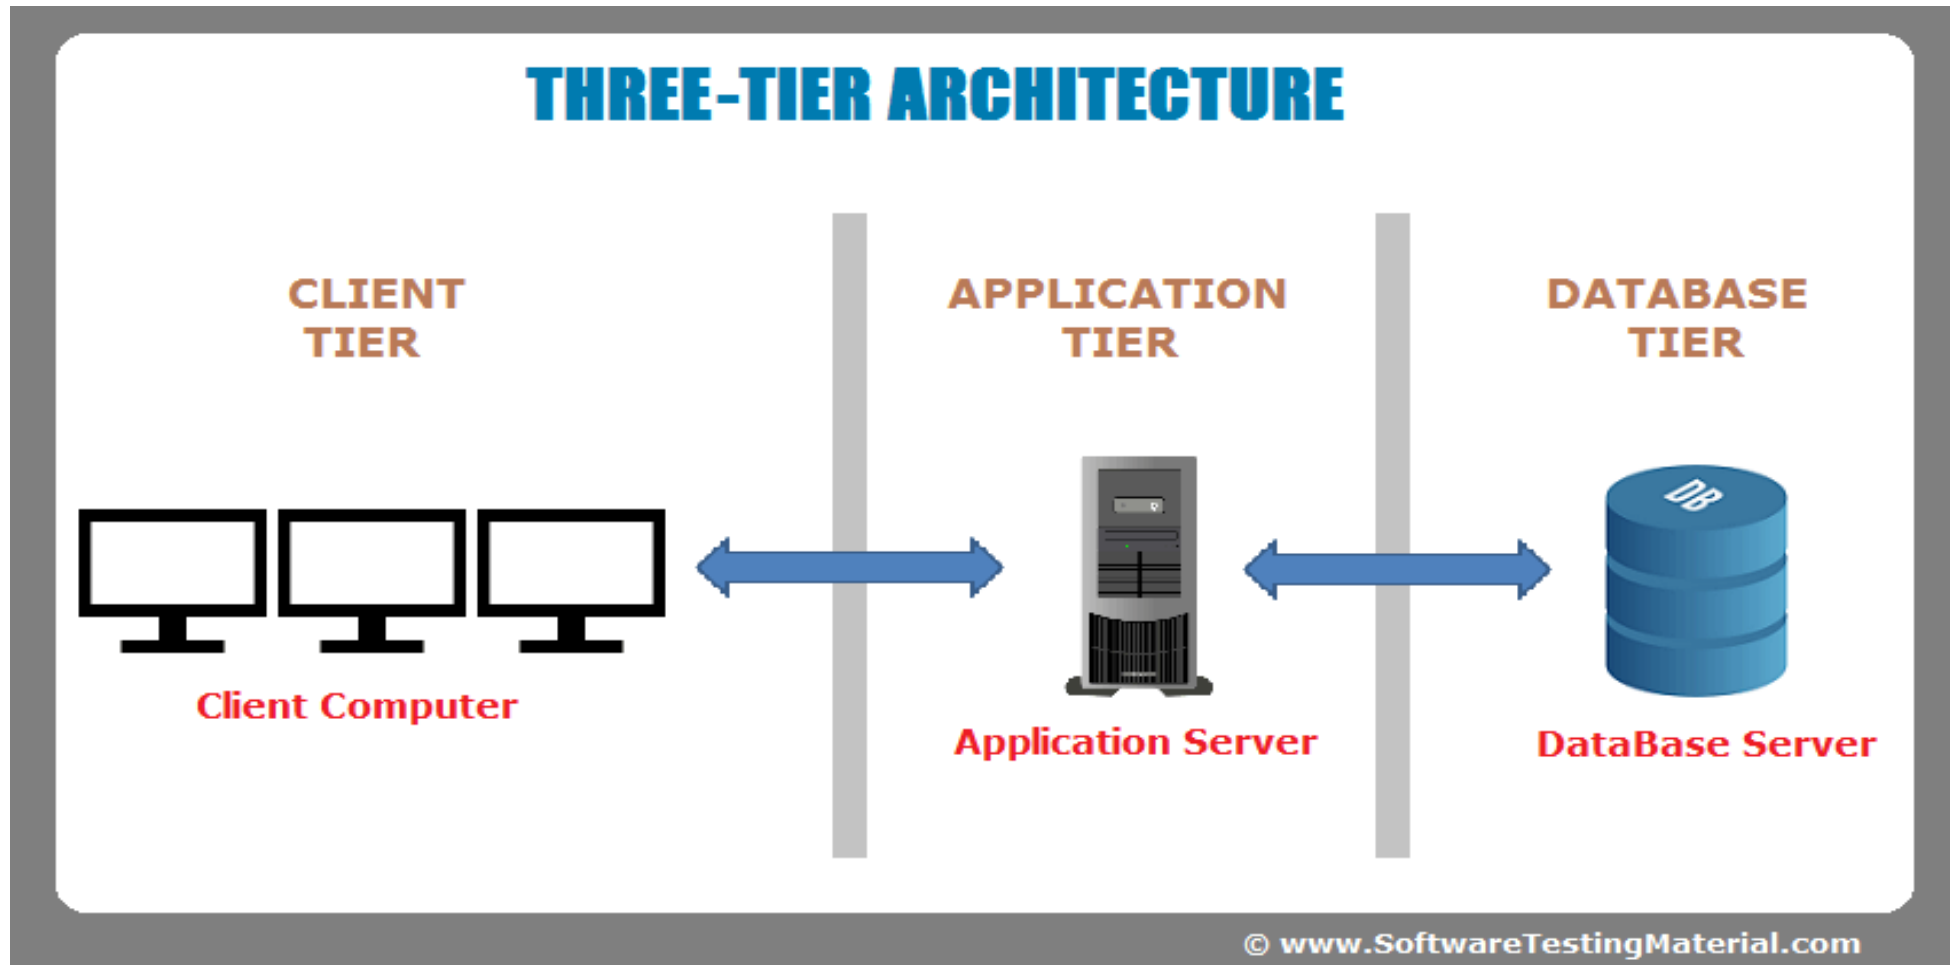 THREE-TIER ARCHITECTURE
CLIENT
TIER
APPLICATION
TIER
DATABASE
TIER
DB
Client Computer
Application Server
DataBase Server
© www.SoftwareTestingMaterial.com